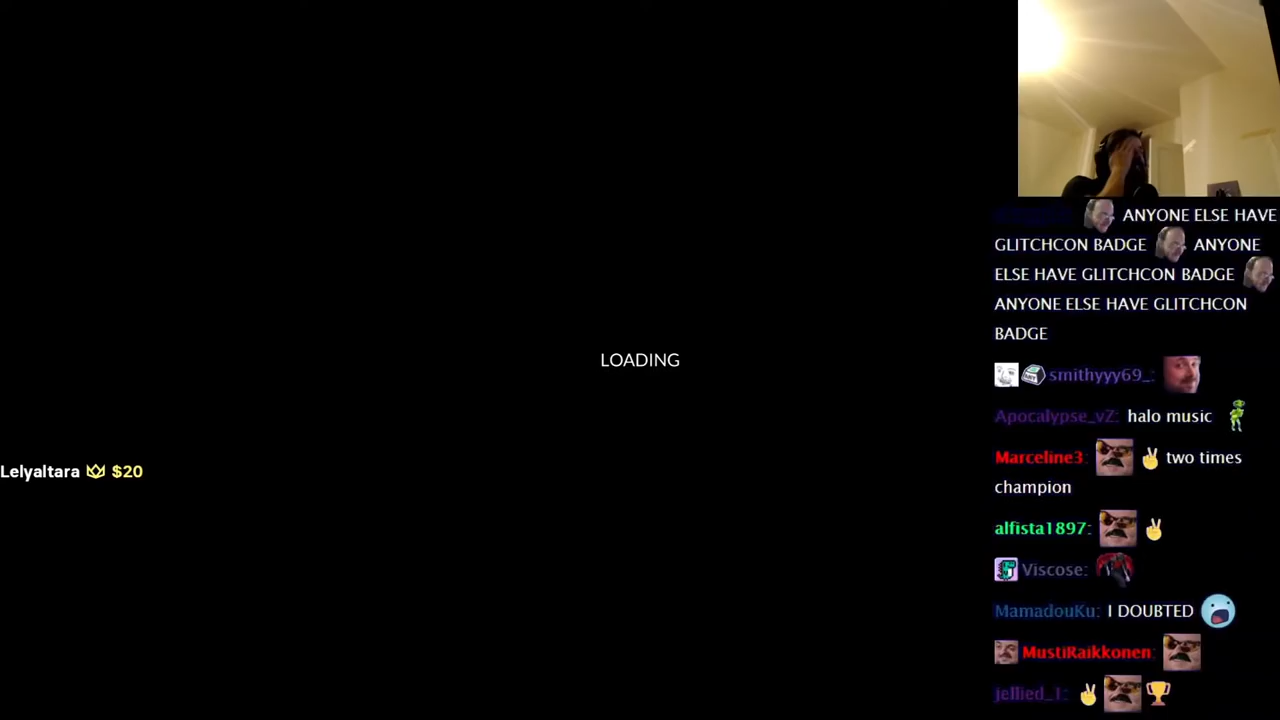 ANYONE ELSE HAVE
GLITCHCON BADGE ANYONE
ELSE HAVE GLITCHCON BADGE
ANYONE ELSE HAVE GLITCHCON
BADGE
smithyyy69_:
Apocalypse_vZ: halo music
Marceline3: two times
champion
alfista1897:
Viscose:
MamadouKu: I DOUBTED
MustiRaikkonen:
jellied_1:
LOADING
Lelyaltara $20